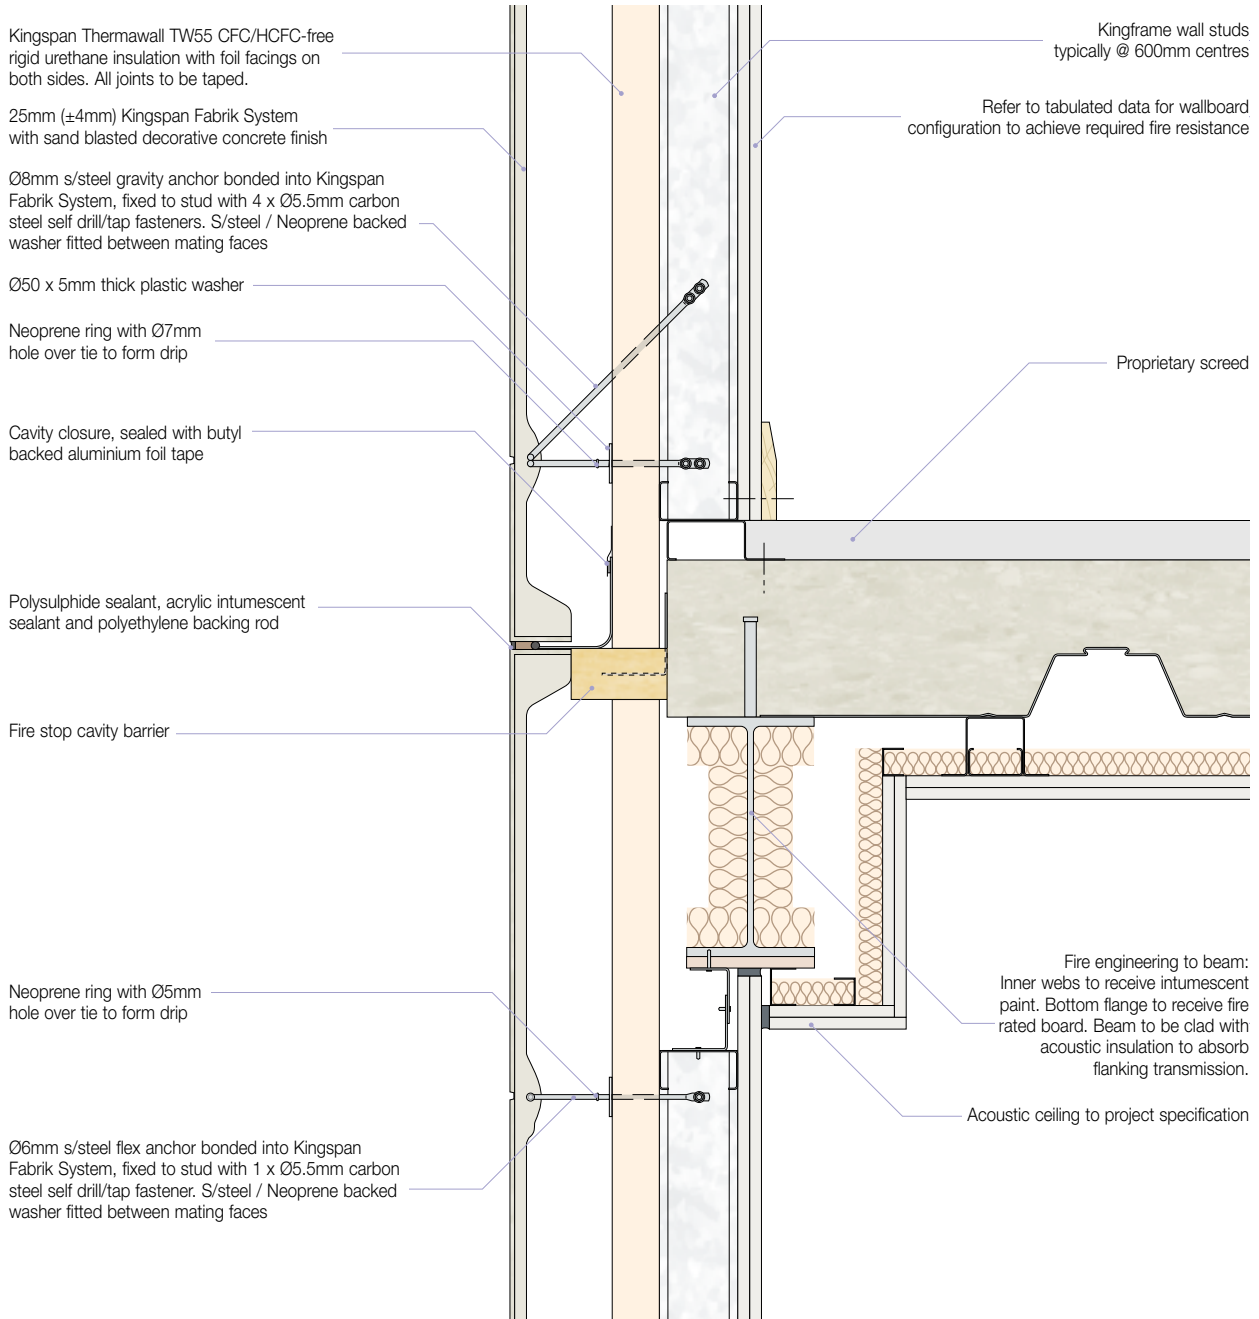 Kingspan Thermawall TW55 CFC/HCFC-free
rigid urethane insulation with foil facings on
both sides. All joints to be taped.
25mm (±4mm) Kingspan Fabrik System
with sand blasted decorative concrete finish
Ø8mm s/steel gravity anchor bonded into Kingspan
Fabrik System, fixed to stud with 4 x Ø5.5mm carbon
steel self drill/tap fasteners. S/steel / Neoprene backed
washer fitted between mating faces
Ø50 x 5mm thick plastic washer
Neoprene ring with Ø7mm
hole over tie to form drip
Cavity closure, sealed with butyl
backed aluminium foil tape
Polysulphide sealant, acrylic intumescent
sealant and polyethylene backing rod
Fire stop cavity barrier
Neoprene ring with Ø5mm
hole over tie to form drip
Ø6mm s/steel flex anchor bonded into Kingspan
Fabrik System, fixed to stud with 1 x Ø5.5mm carbon
steel self drill/tap fastener. S/steel / Neoprene backed
washer fitted between mating faces
Kingframe wall studs
typically @ 600mm centres
Refer to tabulated data for wallboard
configuration to achieve required fire resistance
Proprietary screed
Fire engineering to beam:
Inner webs to receive intumescent
paint. Bottom flange to receive fire
rated board. Beam to be clad with
acoustic insulation to absorb
flanking transmission.
Acoustic ceiling to project specification